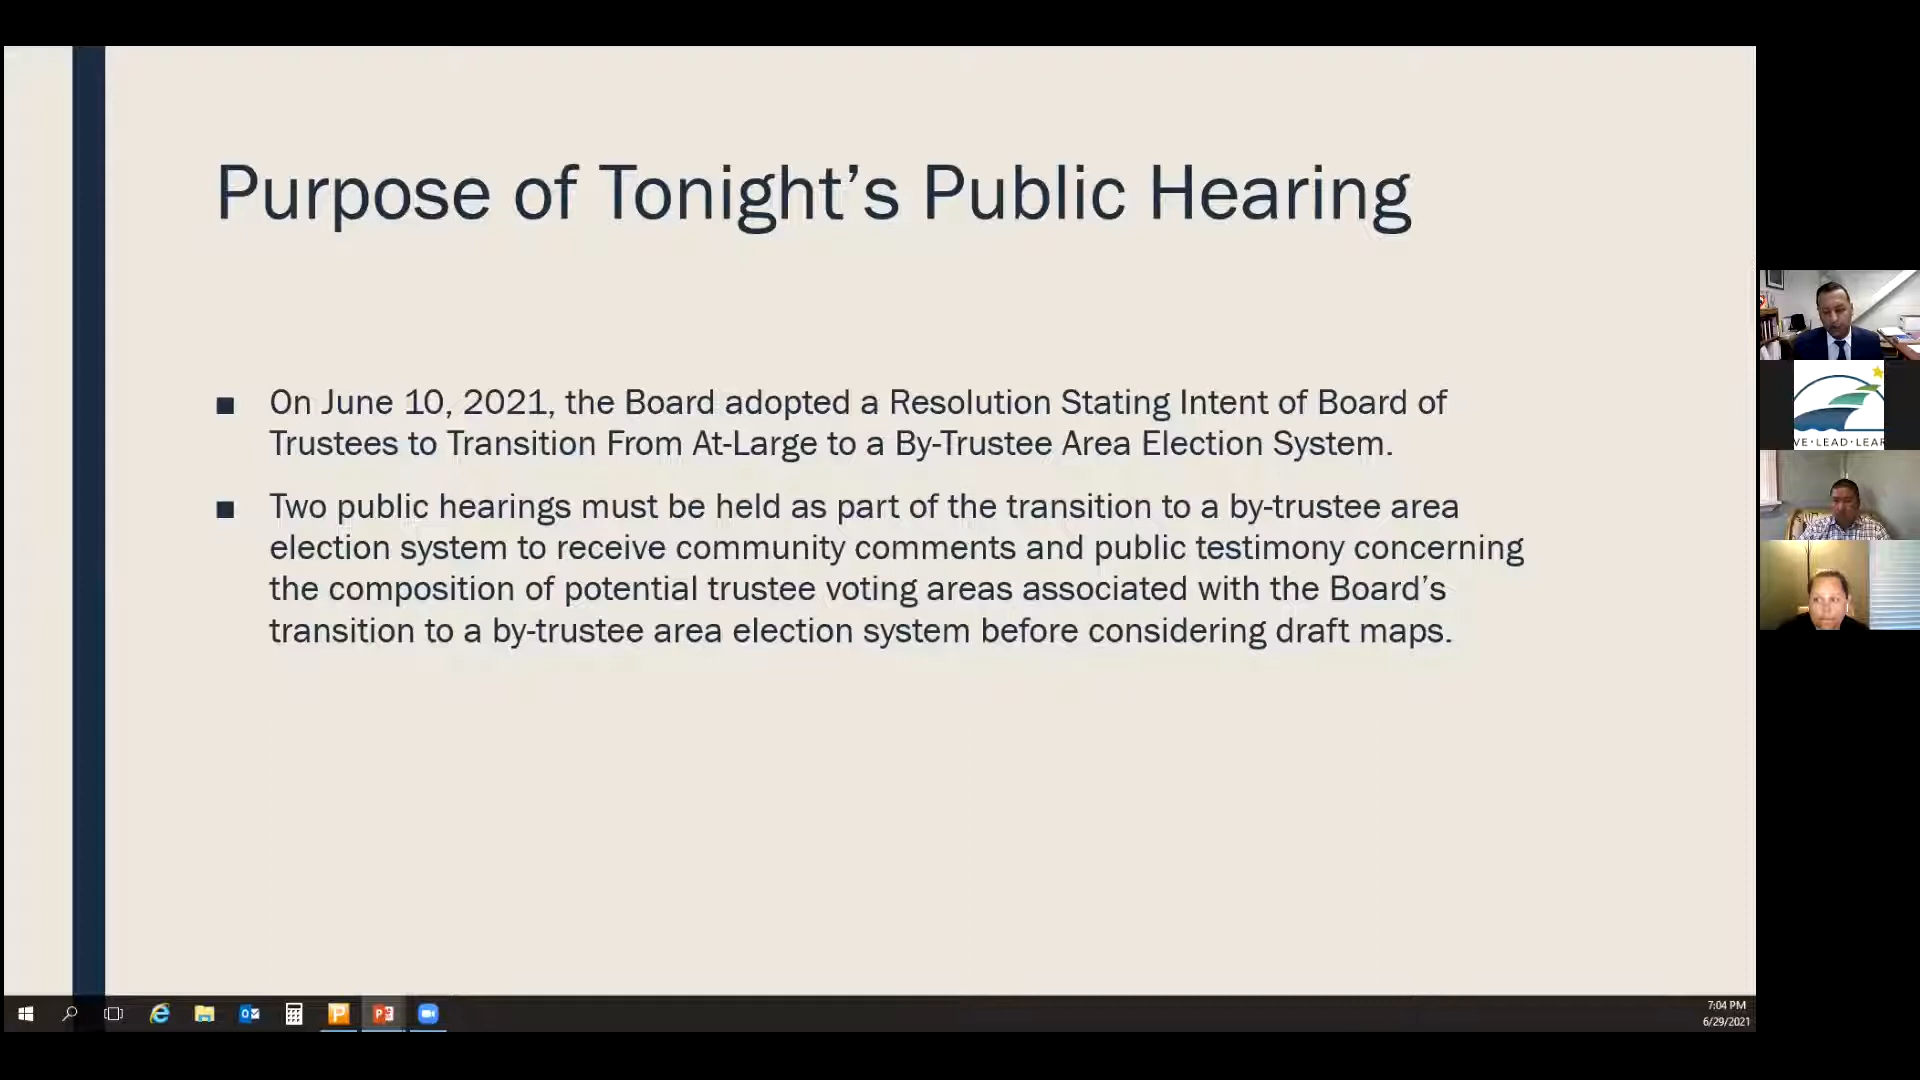 Purpose of Tonight’s Public Hearing
■ On June 10, 2021, the Board adopted a Resolution Stating Intent of Board of
Trustees to Transition From At-Large to a By-Trustee Area Election System.
■ Two public hearings must be held as part of the transition to a by-trustee area
election system to receive community comments and public testimony concerning
the composition of potential trustee voting areas associated with the Board’s
transition to a by-trustee area election system before considering draft maps.
VE·LEAD·LEAR
7:04 PM
6/29/2021